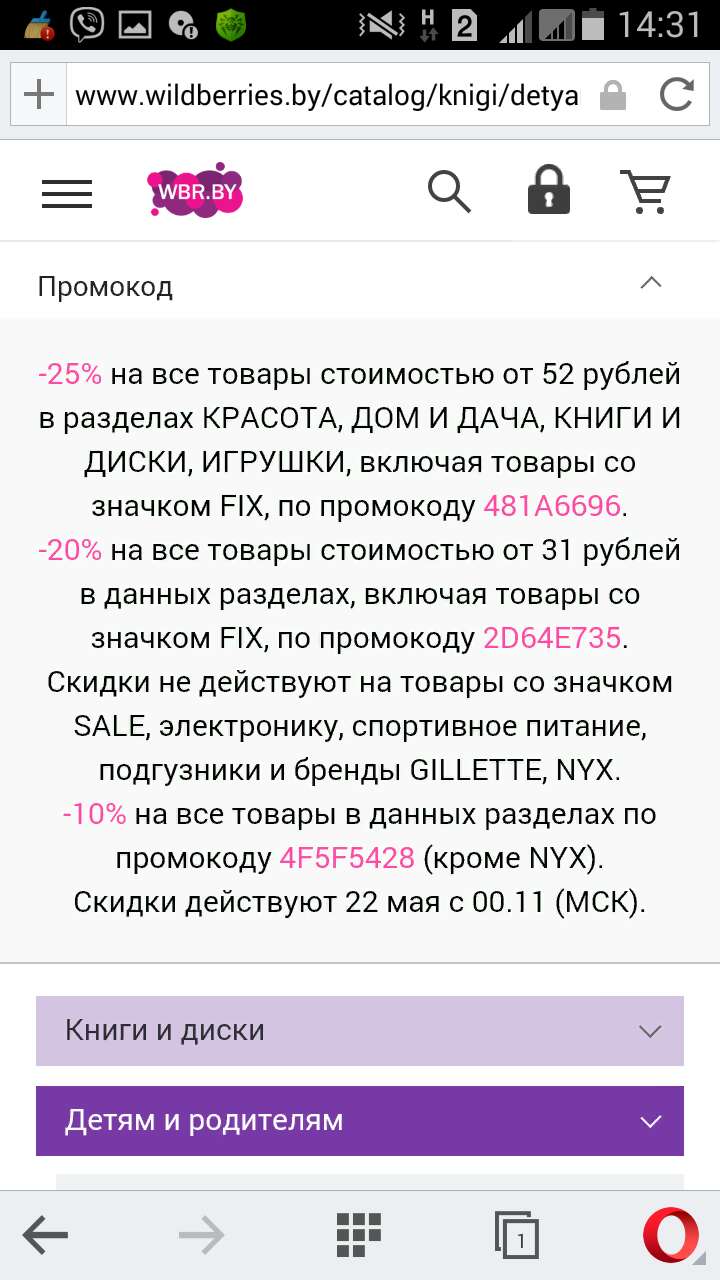 H 2 14:31
www.wildberries.by/catalog/knigi/detya
WBR.BY
Промокод
-25% на все товары стоимостью от 52 рублей
в разделах КРАСОТА, ДОМ И ДАЧА, КНИГИ И
ДИСКИ, ИГРУШКИ, включая товары со
значком FIX, по промокоду 481A6696.
-20% на все товары стоимостью от 31 рублей
в данных разделах, включая товары со
значком FIX, по промокоду 2D64E735.
Скидки не действуют на товары со значком
SALE, электронику, спортивное питание,
подгузники и бренды GILLETTE, NYX.
-10% на все товары в данных разделах по
промокоду 4F5F5428 (кроме NYX).
Скидки действуют 22 мая с 00.11 (МСК).
Книги и диски
Детям и родителям
1